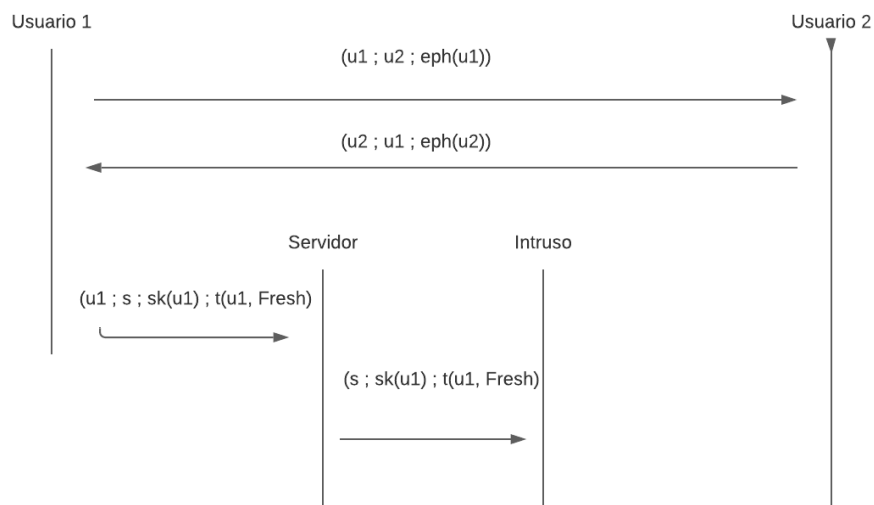 Usuario 1
Usuario 2
(u1 ; u2 ; eph(u1))
(u2 ; u1 ; eph(u2))
Servidor
Intruso
(u1 ; s ; sk(u1) ; t(u1, Fresh)
(s ; sk(u1) ; t(u1, Fresh)